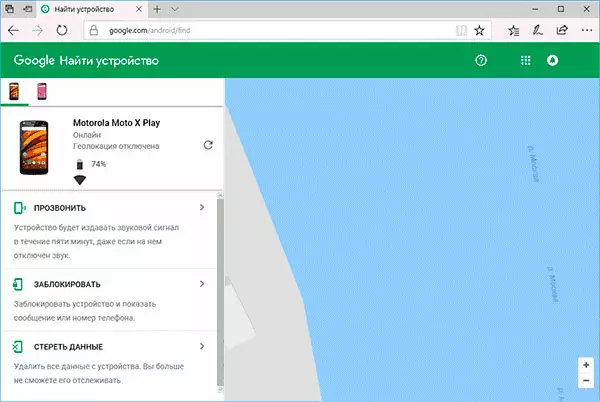 Найти устройство
google.com/android/find
Google Найти устройство
Motorola Moto X Play
Онлайн
Геолокация отключена
74%
ПРОЗВОНИТЬ
Устройство будет издавать звуковой сигнал
в течение пяти минут, даже если на нем
отключен звук.
ЗАБЛОКИРОВАТЬ
Заблокировать устройство и показать
сообщение или номер телефона.
СТЕРЕТЬ ДАННЫЕ
Удалить все данные с устройства. Вы больше
не сможете его отслеживать.
р. Москва
р. Москва
р. Москва